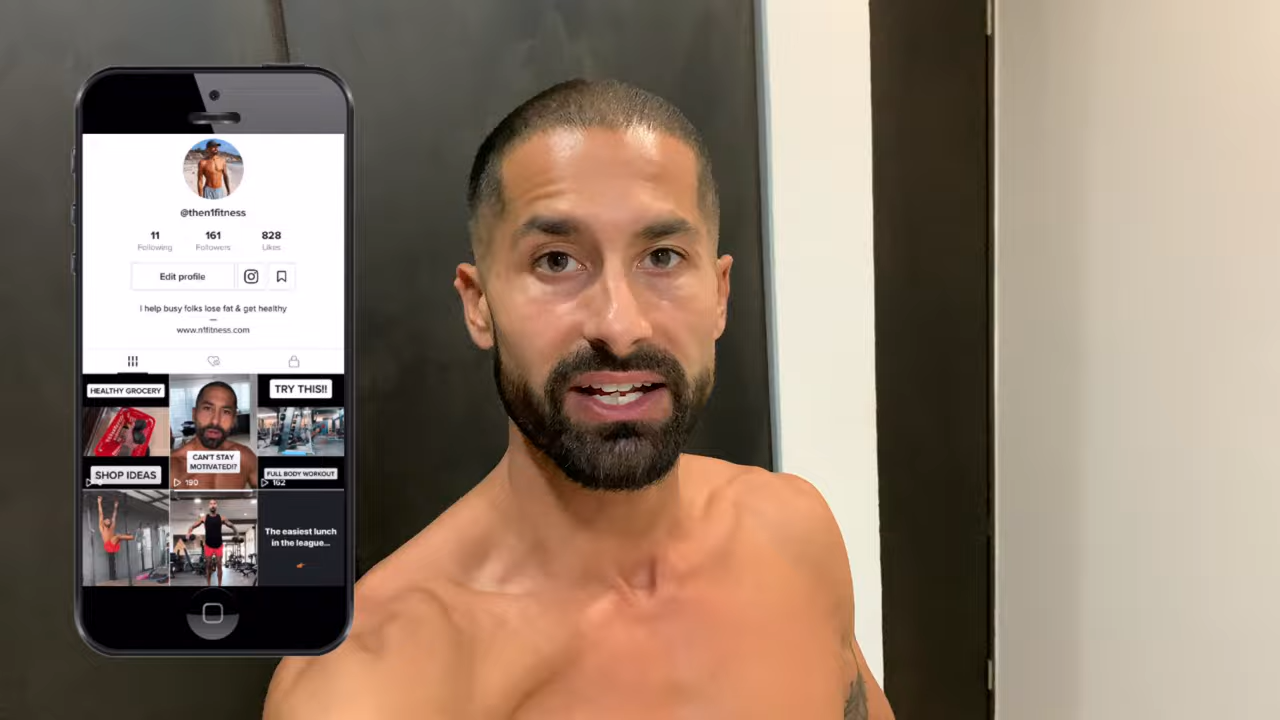 @then1fitness
11 161 828
Following Followers Likes
Edit profile
I help busy folks lose fat & get healthy
—
www.n1fitness.com
HEALTHY GROCERY
SHOP IDEAS
CAN'T STAY
MOTIVATED!?
190
TRY THIS!!
FULL BODY WORKOUT
162
The easiest lunch
in the league...